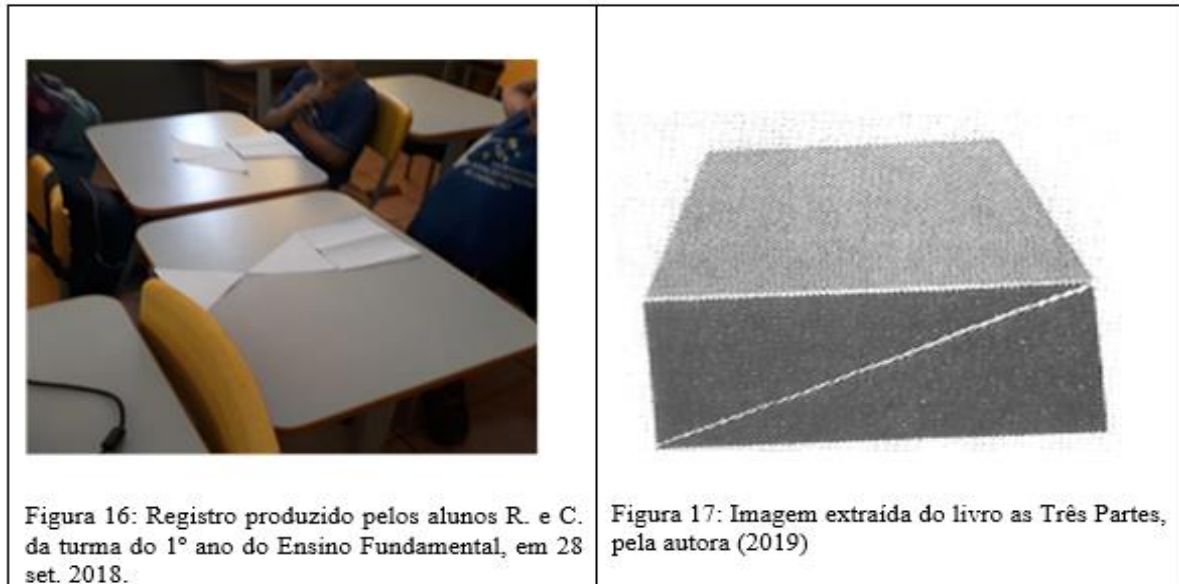 Figura 16: Registro produzido pelos alunos R. e C.
da turma do 1º ano do Ensino Fundamental, em 28
set. 2018.
Figura 17: Imagem extraída do livro as Três Partes,
pela autora (2019)